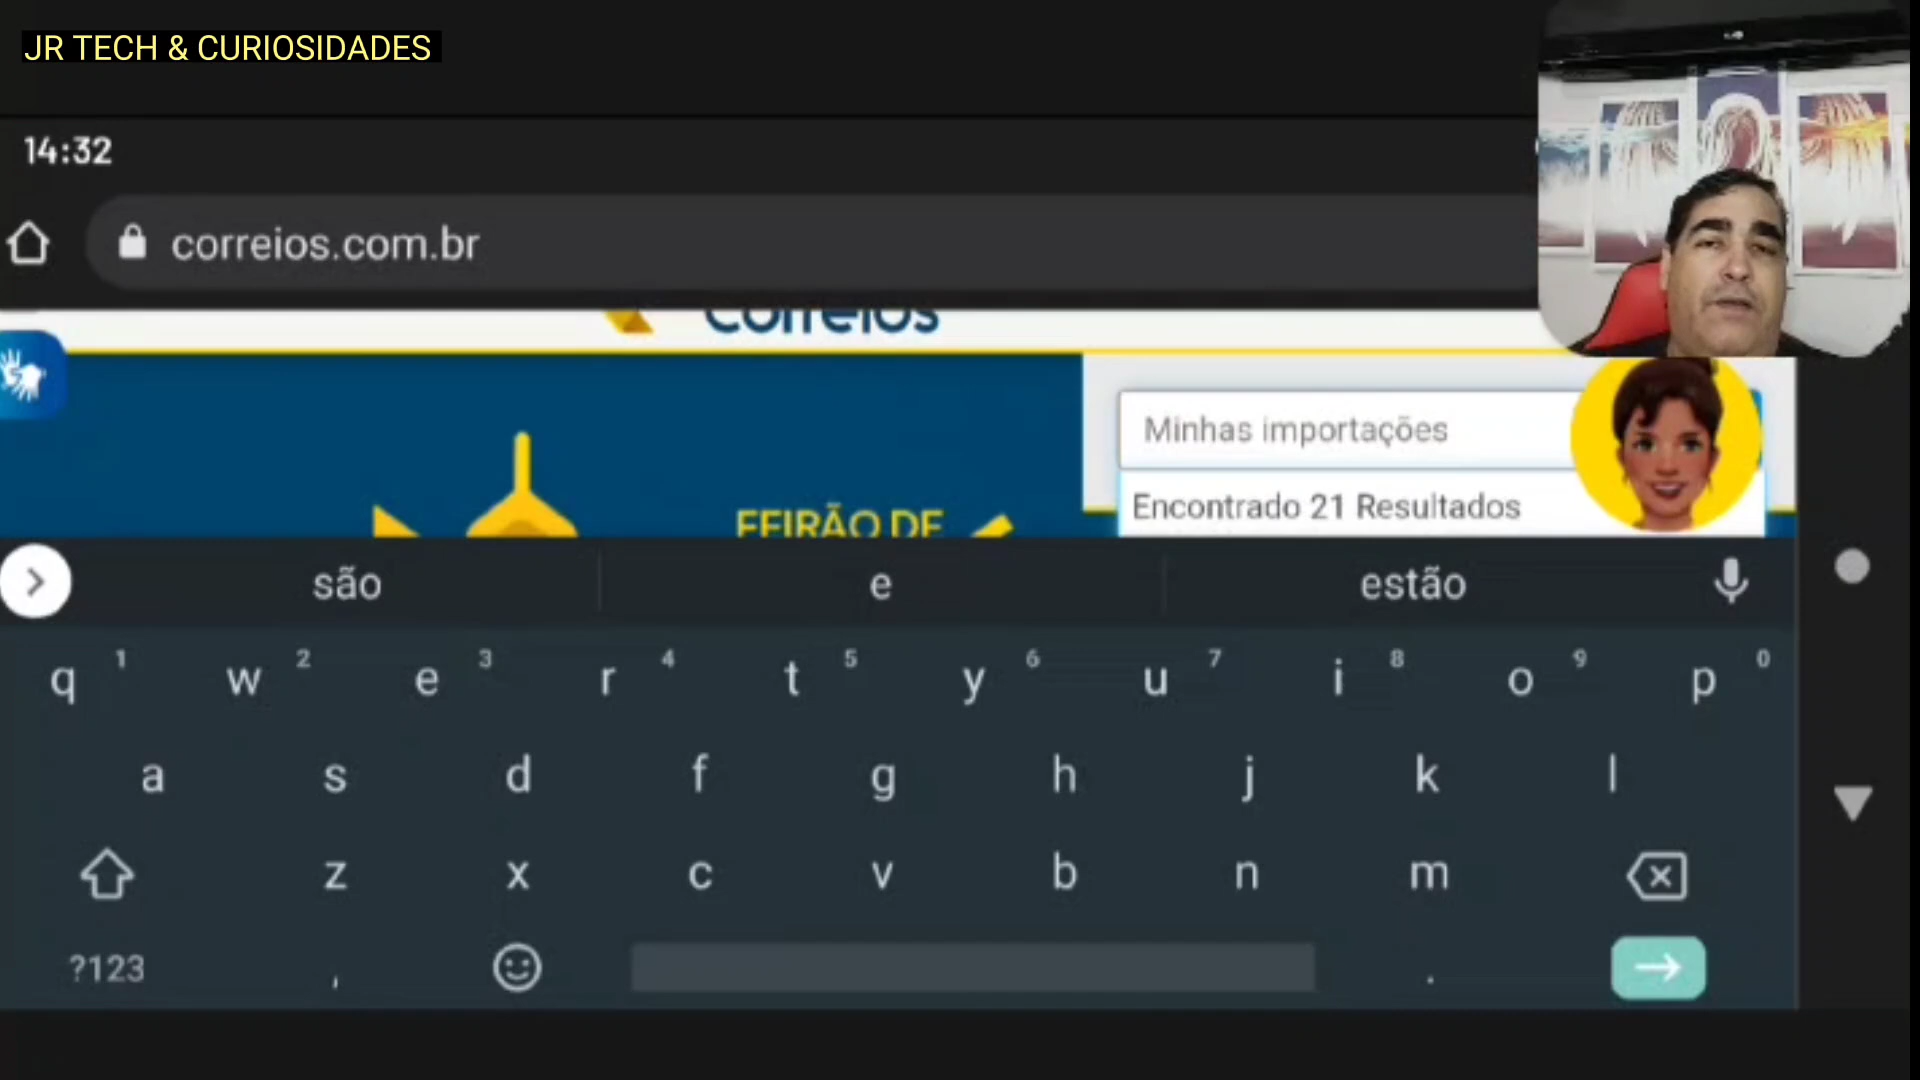 JR TECH & CURIOSIDADES
14:32
correios.com.br
Correios
Minhas importações
Encontrado 21 Resultados
FEIRÃO DE
são e estão
q 1 w 2 e 3 r 4 t 5 y 6 u 7 i 8 o 9 p 0
a s d f g h j k l
z x c v b n m
?123 , .